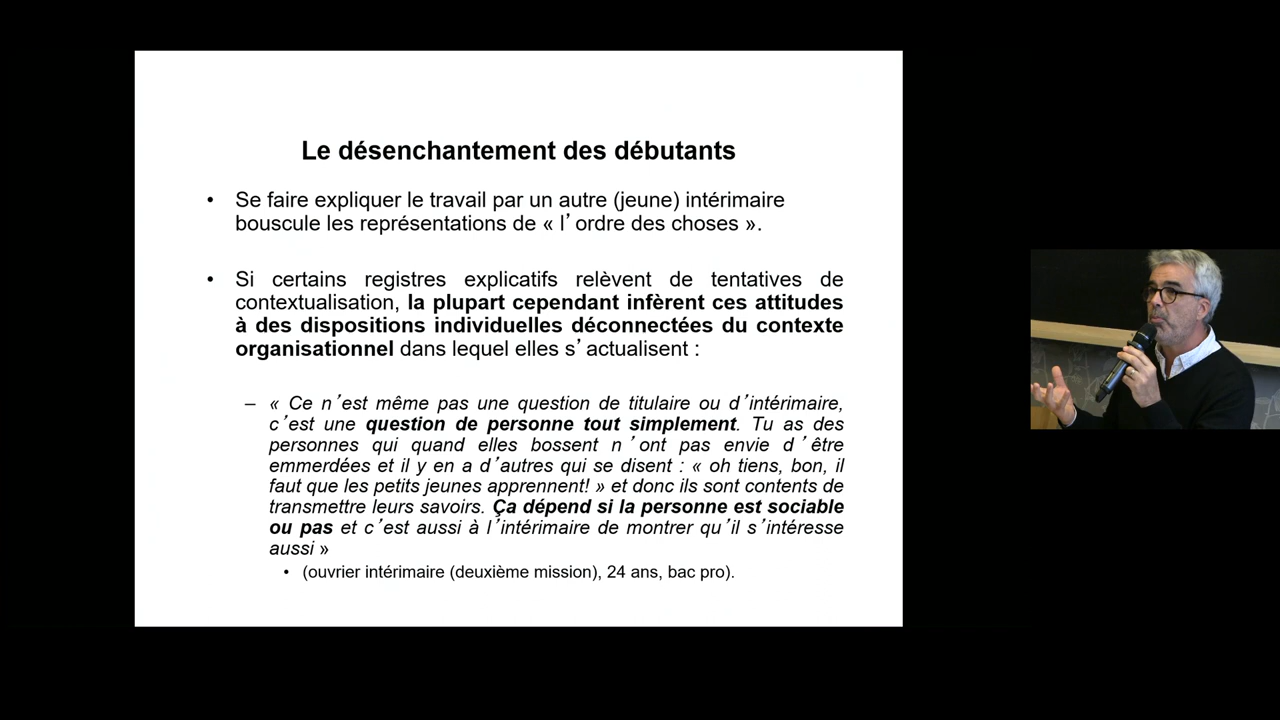 Le désenchantement des débutants
• Se faire expliquer le travail par un autre (jeune) intérimaire
bouscule les représentations de « l’ordre des choses ».
• Si certains registres explicatifs relèvent de tentatives de
contextualisation, la plupart cependant infèrent ces attitudes
à des dispositions individuelles déconnectées du contexte
organisationnel dans lequel elles s’actualisent :
– « Ce n’est même pas une question de titulaire ou d’intérimaire,
c’est une question de personne tout simplement. Tu as des
personnes qui quand elles bossent n’ont pas envie d’être
emmerdées et il y en a d’autres qui se disent : « oh tiens, bon, il
faut que les petits jeunes apprennent! » et donc ils sont contents de
transmettre leurs savoirs. Ça dépend si la personne est sociable
ou pas et c’est aussi à l’intérimaire de montrer qu’il s’intéresse
aussi »
• (ouvrier intérimaire (deuxième mission), 24 ans, bac pro).